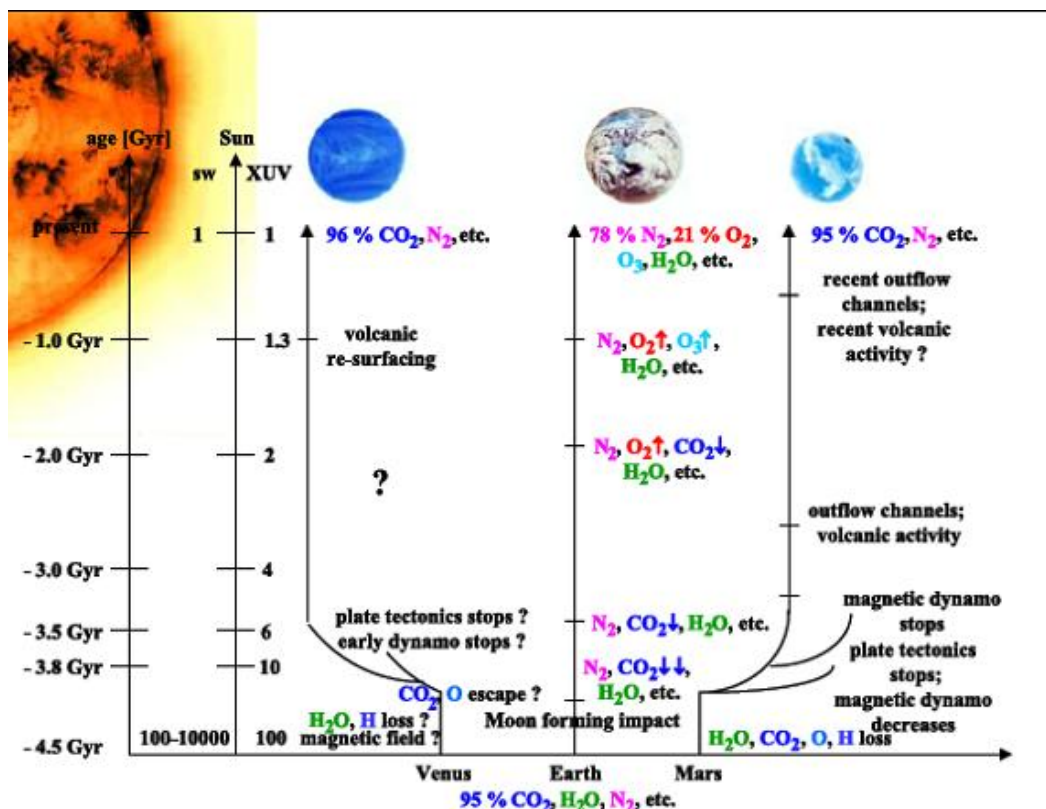 age [Gyr]
Sun
sw
XUV
present
1
1
96 % CO₂, N₂, etc.
78 % N₂, 21 % O₂,
O₃, H₂O, etc.
95 % CO₂, N₂, etc.
recent outflow
channels;
recent volcanic
activity ?
- 1.0 Gyr
1.3
volcanic
re-surfacing
N₂, O₂↑, O₃↑,
H₂O, etc.
- 2.0 Gyr
2
?
N₂, O₂↑, CO₂↓,
H₂O, etc.
outflow channels;
volcanic activity
- 3.0 Gyr
4
plate tectonics stops ?
early dynamo stops ?
N₂, CO₂↓, H₂O, etc.
magnetic dynamo
stops
- 3.5 Gyr
6
- 3.8 Gyr
10
N₂, CO₂↓↓,
H₂O, etc.
plate tectonics
stops;
magnetic dynamo
decreases
CO₂, O escape ?
H₂O, H loss ?
magnetic field ?
Moon forming impact
H₂O, CO₂, O, H loss
- 4.5 Gyr
100-10000
100
Venus
Earth
Mars
95 % CO₂, H₂O, N₂, etc.